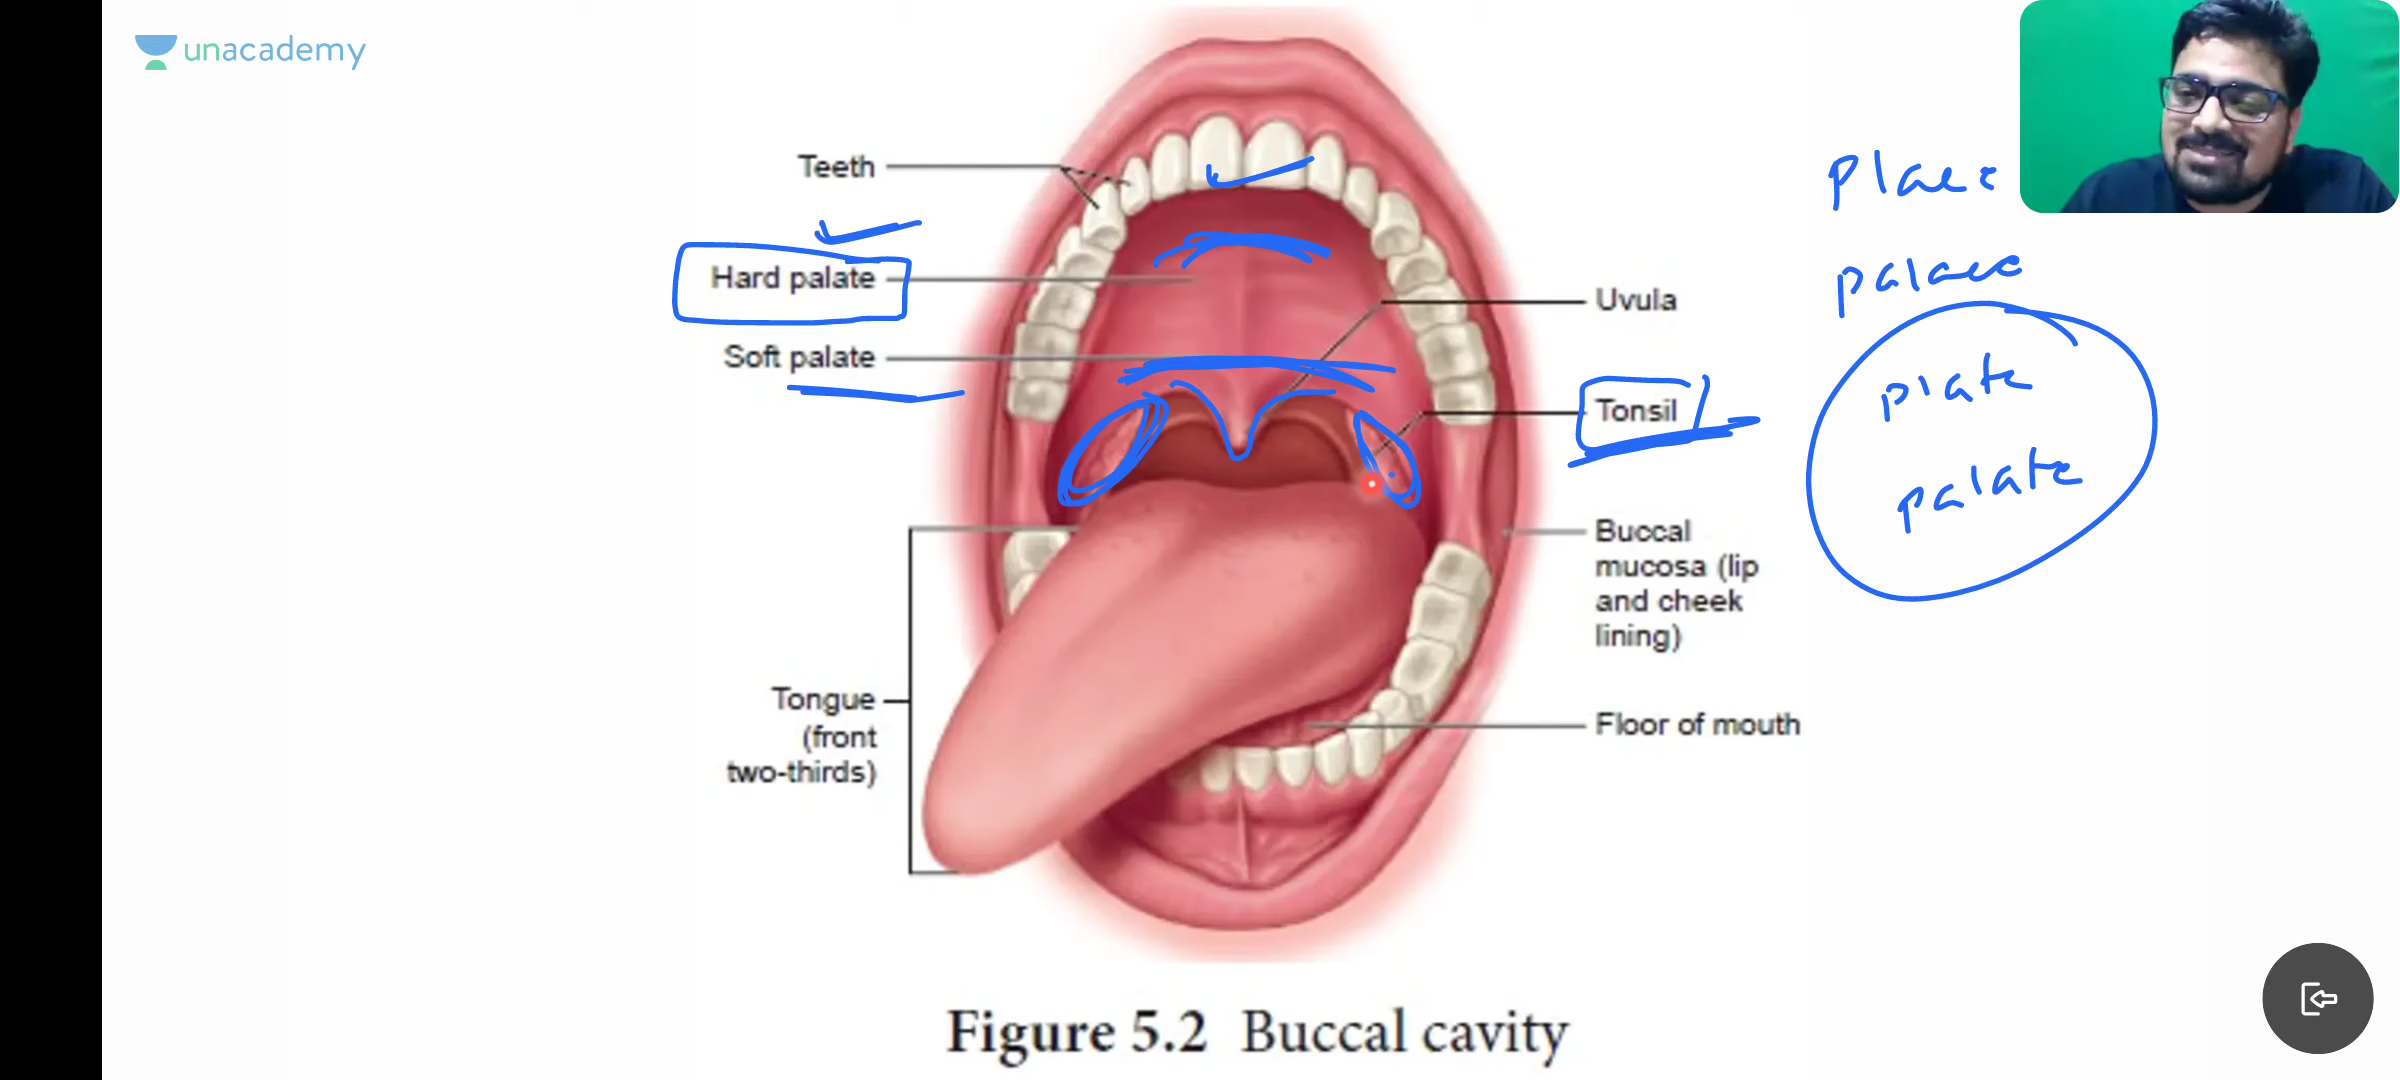 unacademy
Teeth
Hard palate
Soft palate
Tongue
(front
two-thirds)
Uvula
Tonsil
Buccal
mucosa (lip
and cheek
lining)
Floor of mouth
place
palace
plate
palate
Figure 5.2 Buccal cavity